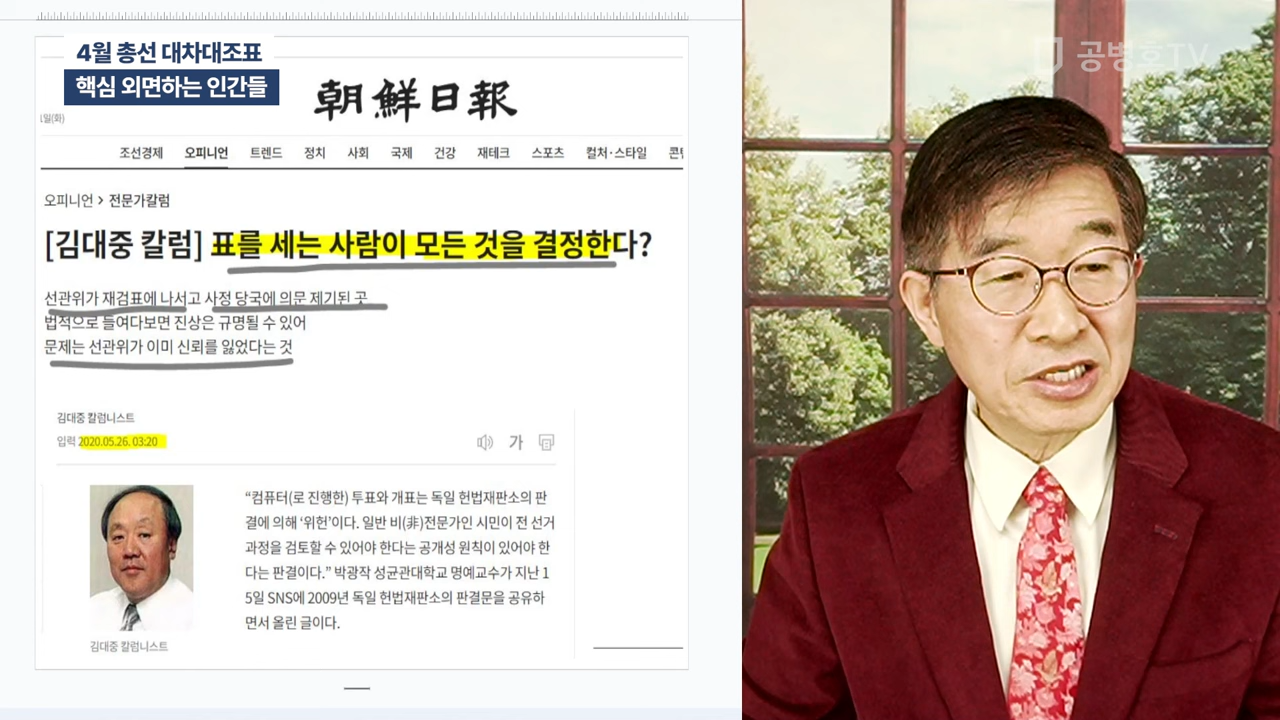 4월 총선 대차대조표
핵심 외면하는 인간들
공병호TV
朝鮮日報
1일(화)
조선경제 오피니언 트렌드 정치 사회 국제 건강 재테크 스포츠 컬처·스타일
오피니언 > 전문가칼럼
[김대중 칼럼] 표를 세는 사람이 모든 것을 결정한다?
선관위가 재검표에 나서고 사정 당국에 의문 제기된 곳
법적으로 들여다보면 진상은 규명될 수 있어
문제는 선관위가 이미 신뢰를 잃었다는 것
김대중 칼럼니스트
입력 2020.05.26. 03:20
가
“컴퓨터(로 진행한) 투표와 개표는 독일 헌법재판소의 판
결에 의해 ‘위헌’이다. 일반 비(非)전문가인 시민이 전 선거
과정을 검토할 수 있어야 한다는 공개성 원칙이 있어야 한
다는 판결이다.” 박광작 성균관대학교 명예교수가 지난 1
5일 SNS에 2009년 독일 헌법재판소의 판결문을 공유하
면서 올린 글이다.
김대중 칼럼니스트